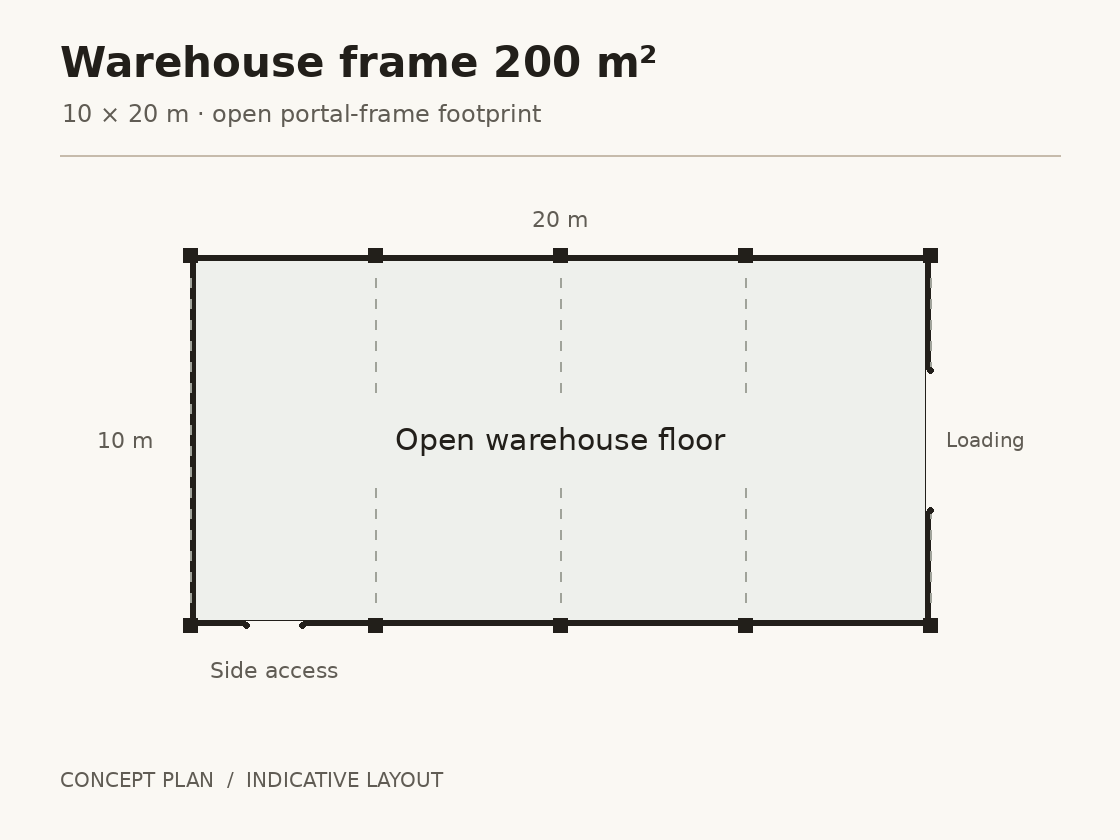 Warehouse frame 200 m²
10 × 20 m · open portal-frame footprint
20 m
10 m
Open warehouse floor
Loading
Side access
CONCEPT PLAN / INDICATIVE LAYOUT